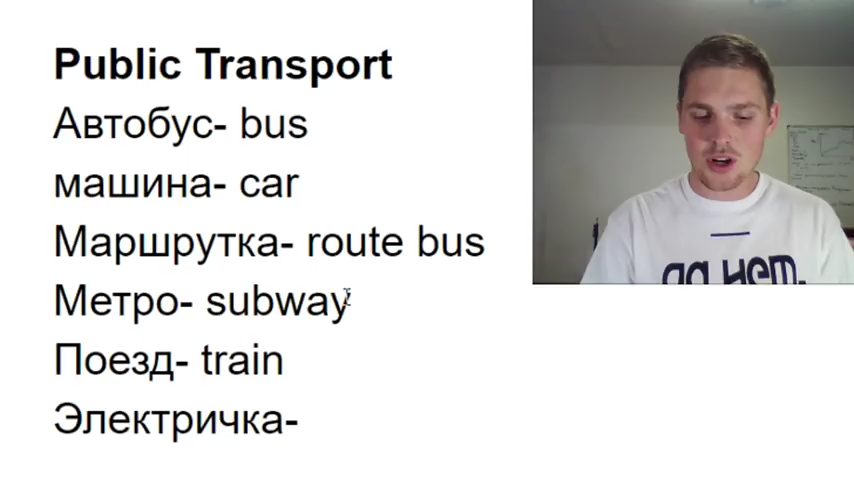 Public Transport
Автобус- bus
машина- car
Маршрутка- route bus
Метро- subway
Поезд- train
Электричка-
да нет.